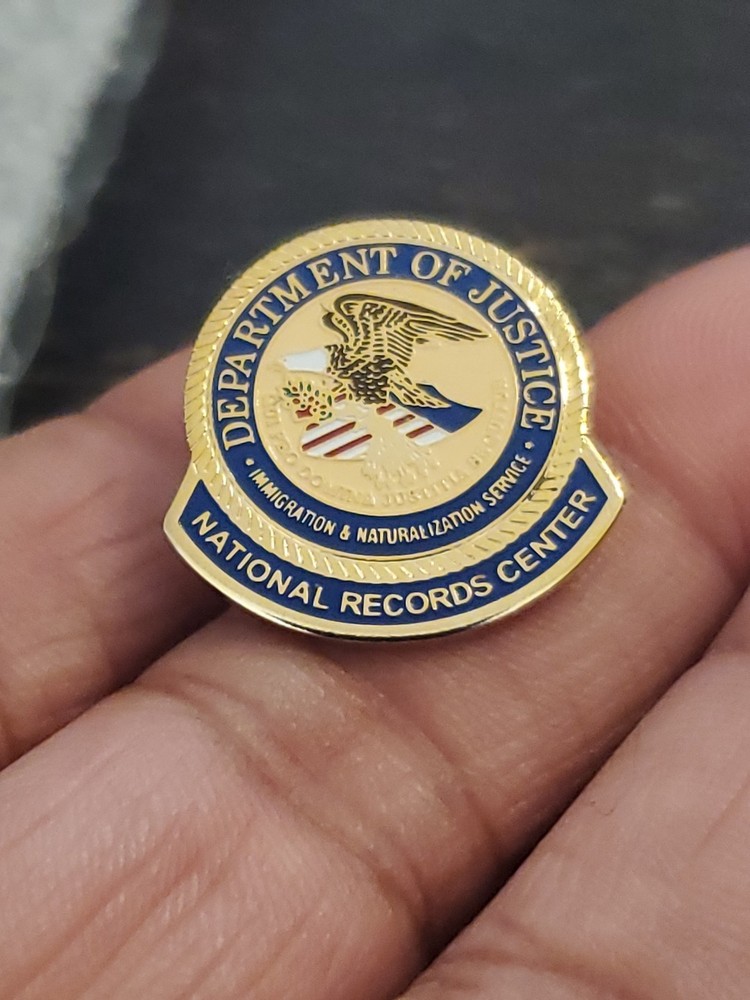 DEPARTMENT OF JUSTICE
• IMMIGRATION & NATURALIZATION SERVICE •
NATIONAL RECORDS CENTER